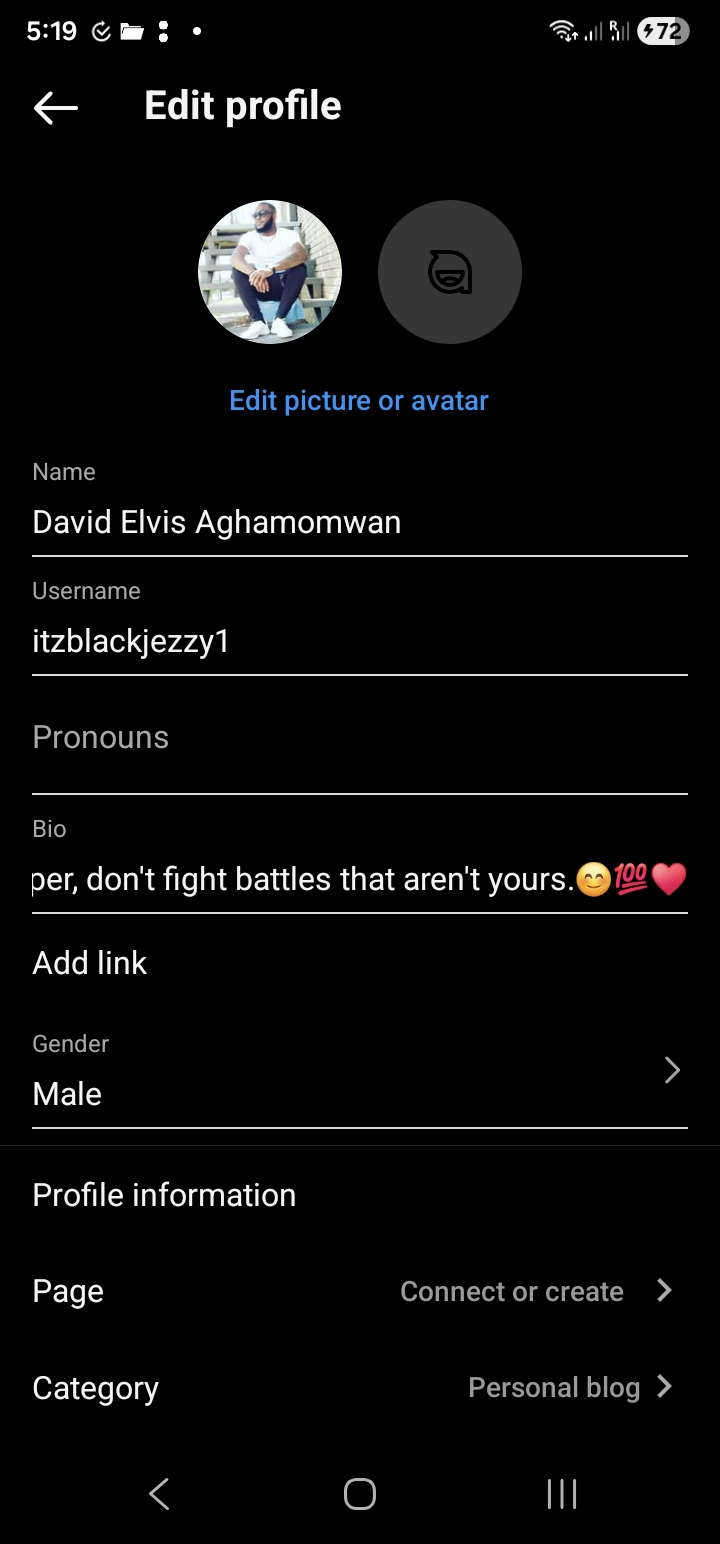 5:19
R
72
Edit profile
Edit picture or avatar
Name
David Elvis Aghamomwan
Username
itzblackjezzy1
Pronouns
Bio
per, don't fight battles that aren't yours.😊💯♥️
Add link
Gender
Male
Profile information
Page Connect or create
Category Personal blog